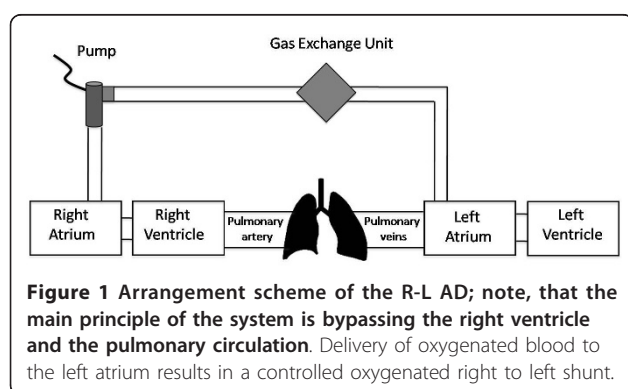 Gas Exchange Unit
Pump
Right
Atrium
Right
Ventricle
Pulmonary
artery
Pulmonary
veins
Left
Atrium
Left
Ventricle
Figure 1 Arrangement scheme of the R-L AD; note, that the
main principle of the system is bypassing the right ventricle
and the pulmonary circulation. Delivery of oxygenated blood to
the left atrium results in a controlled oxygenated right to left shunt.